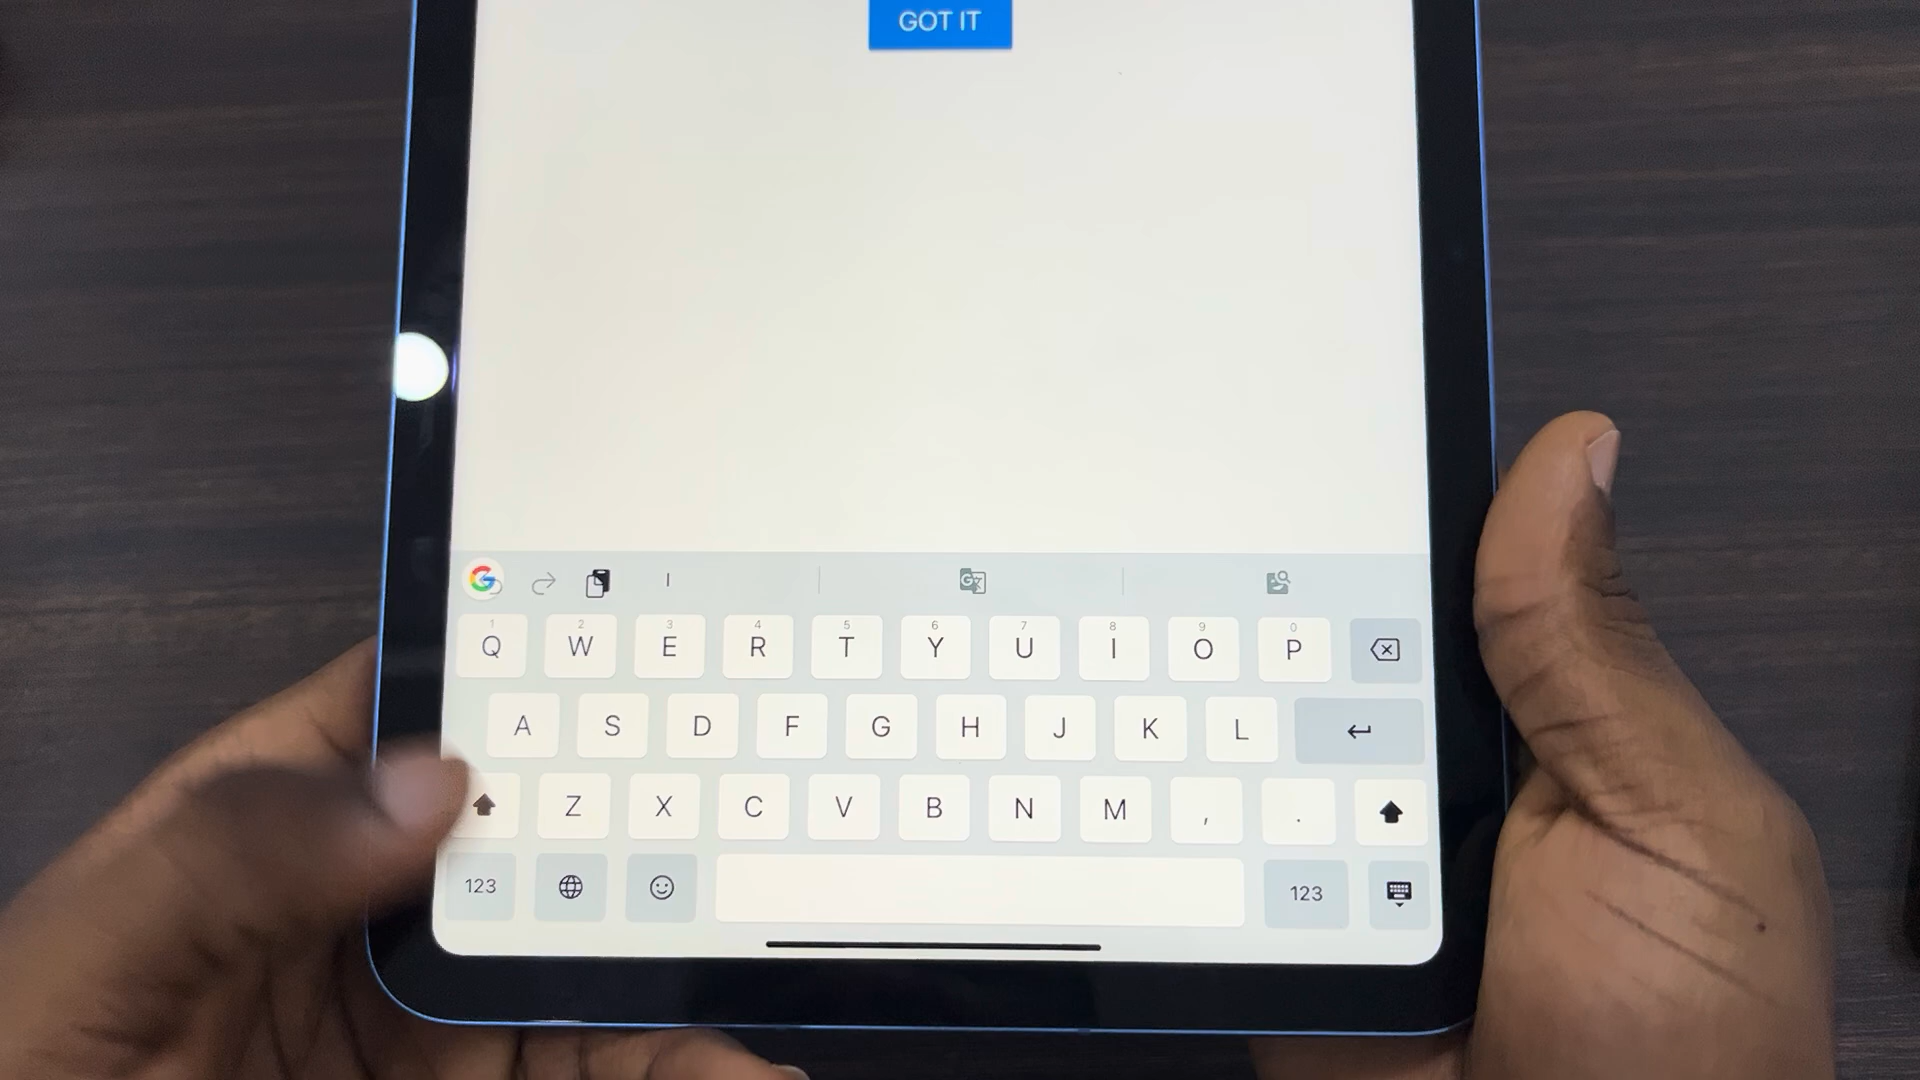 GOT IT
I
1 2 3 4 5 6 7 8 9 0
Q W E R T Y U I O P
A S D F G H J K L
Z X C V B N M , .
123 123